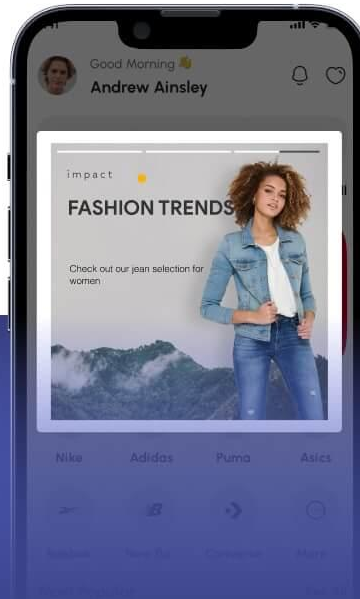 Good Morning 👋
Andrew Ainsley
impact
FASHION TRENDS
Check out our jean selection for
women
Nike
Adidas
Puma
Asics